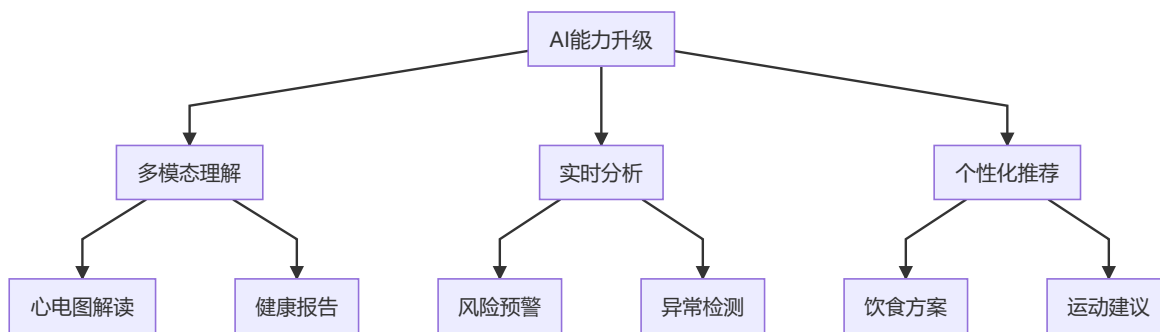 AI能力升级
多模态理解
实时分析
个性化推荐
心电图解读
健康报告
风险预警
异常检测
饮食方案
运动建议